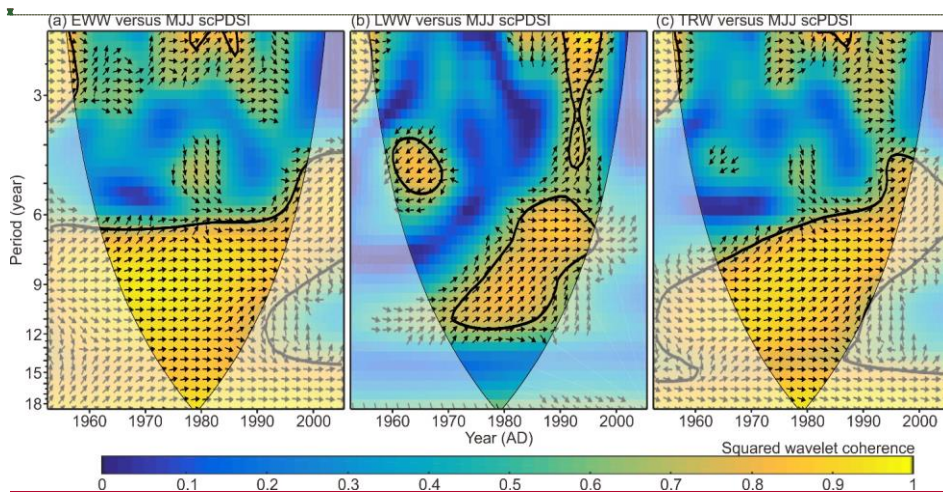 (a) EWW versus MJJ scPDSI
(b) LWW versus MJJ scPDSI
(c) TRW versus MJJ scPDSI
Period (year)
3
6
9
12
15
18
1960 1970 1980 1990 2000
1960 1970 1980 1990 2000
1960 1970 1980 1990 2000
Year (AD)
Squared wavelet coherence
0 0.1 0.2 0.3 0.4 0.5 0.6 0.7 0.8 0.9 1